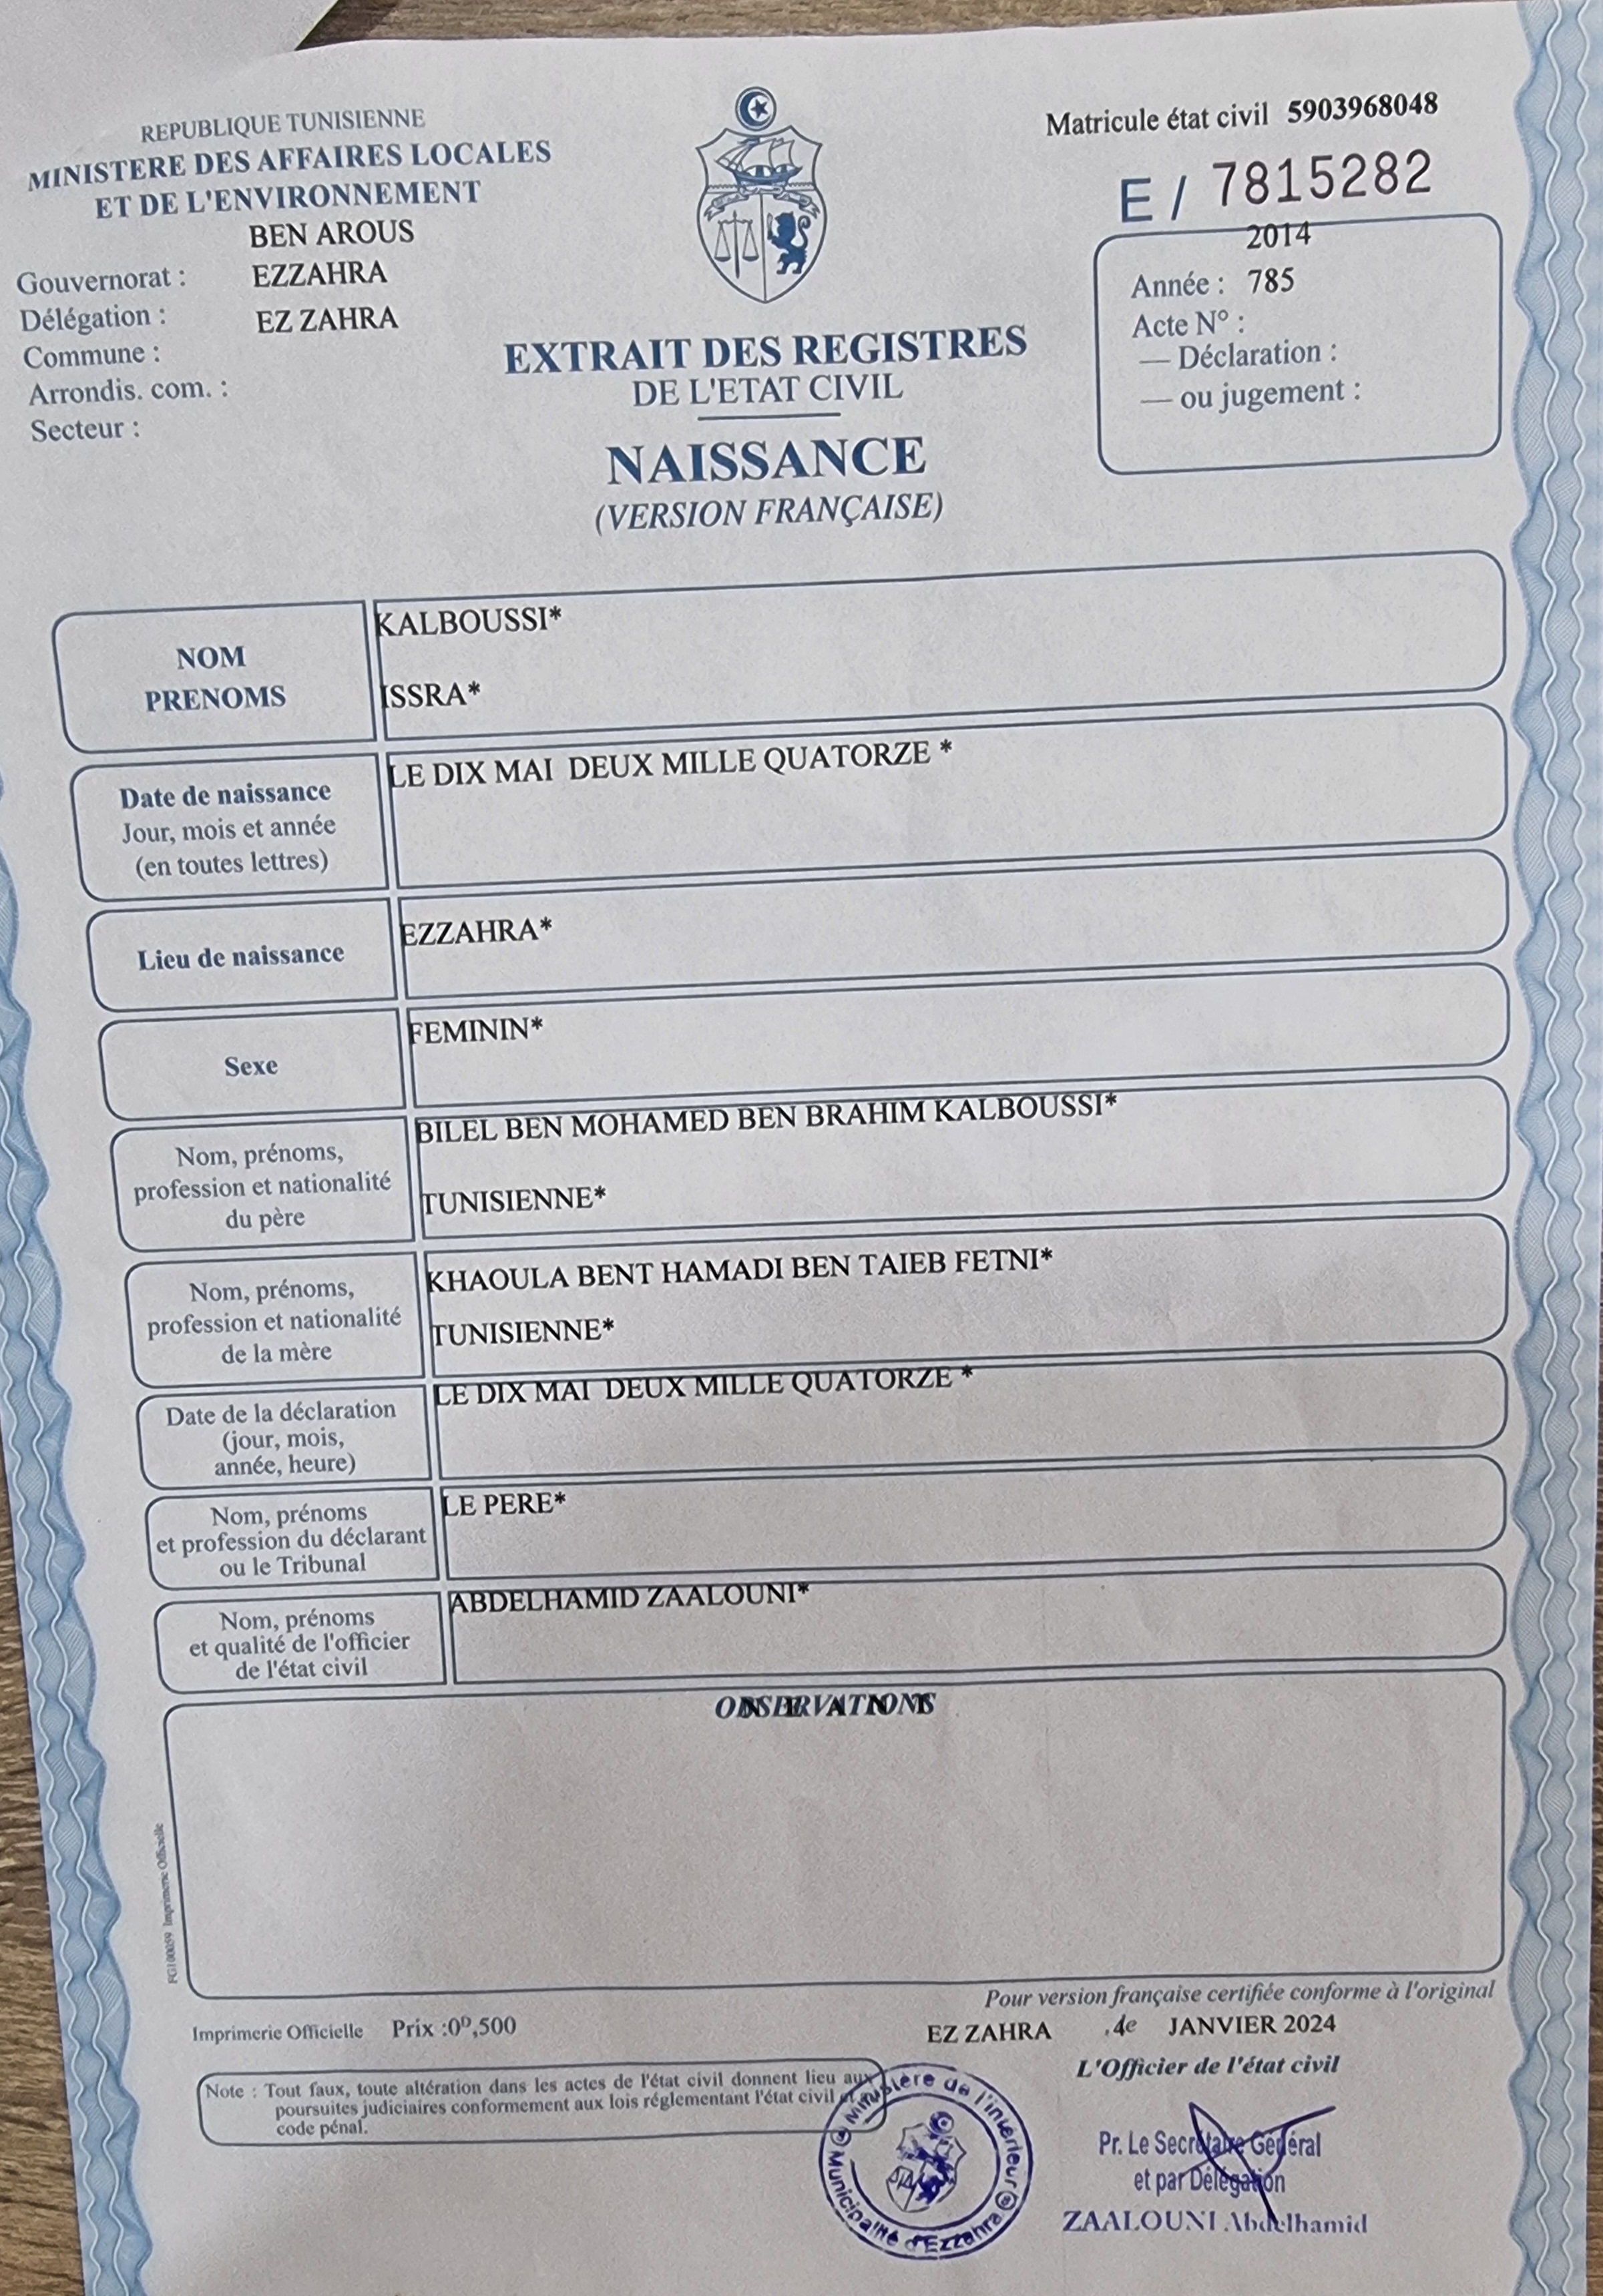 REPUBLIQUE TUNISIENNE
MINISTERE DES AFFAIRES LOCALES
ET DE L'ENVIRONNEMENT
BEN AROUS
Gouvernorat : EZZAHRA
Délégation : EZ ZAHRA
Commune :
Arrondis. com. :
Secteur :
Matricule état civil 5903968048
E / 7815282
2014
Année : 785
Acte N° :
— Déclaration :
— ou jugement :
EXTRAIT DES REGISTRES
DE L'ETAT CIVIL
NAISSANCE
(VERSION FRANÇAISE)
NOM
PRENOMS
KALBOUSSI*
ISSRA*
Date de naissance
Jour, mois et année
(en toutes lettres)
LE DIX MAI DEUX MILLE QUATORZE *
Lieu de naissance
EZZAHRA*
Sexe
FEMININ*
Nom, prénoms,
profession et nationalité
du père
BILEL BEN MOHAMED BEN BRAHIM KALBOUSSI*
TUNISIENNE*
Nom, prénoms,
profession et nationalité
de la mère
KHAOULA BENT HAMADI BEN TAIEB FETNI*
TUNISIENNE*
Date de la déclaration
(jour, mois,
année, heure)
LE DIX MAI DEUX MILLE QUATORZE *
Nom, prénoms
et profession du déclarant
ou le Tribunal
LE PERE*
Nom, prénoms
et qualité de l'officier
de l'état civil
ABDELHAMID ZAALOUNI*
OBSERVATIONS
N E A N T
FG100059 Imprimerie Officielle
Pour version française certifiée conforme à l'original
Imprimerie Officielle Prix :0ᴰ,500
EZ ZAHRA ,4e JANVIER 2024
L'Officier de l'état civil
Note : Tout faux, toute altération dans les actes de l'état civil donnent lieu aux
poursuites judiciaires conformement aux lois réglementant l'état civil et au
code pénal.
Ministère de l'intérieur
Municipalité d'Ezzahra
Pr. Le Secrétaire Général
et par Délégation
ZAALOUNI Abdelhamid